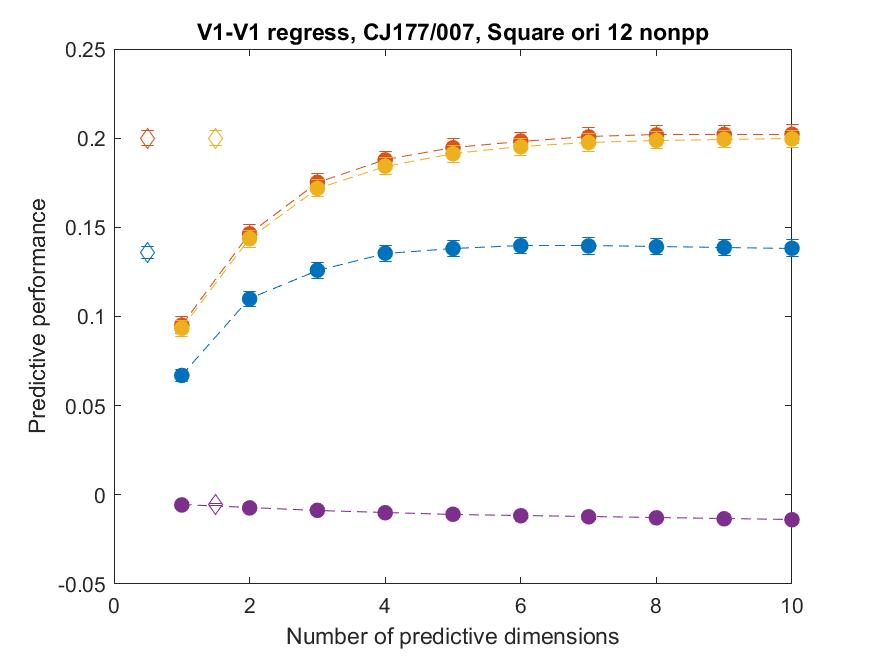 V1-V1 regress, CJ177/007, Square ori 12 nonpp
0.25
0.2
0.15
0.1
0.05
0
-0.05
Predictive performance
0 2 4 6 8 10
Number of predictive dimensions